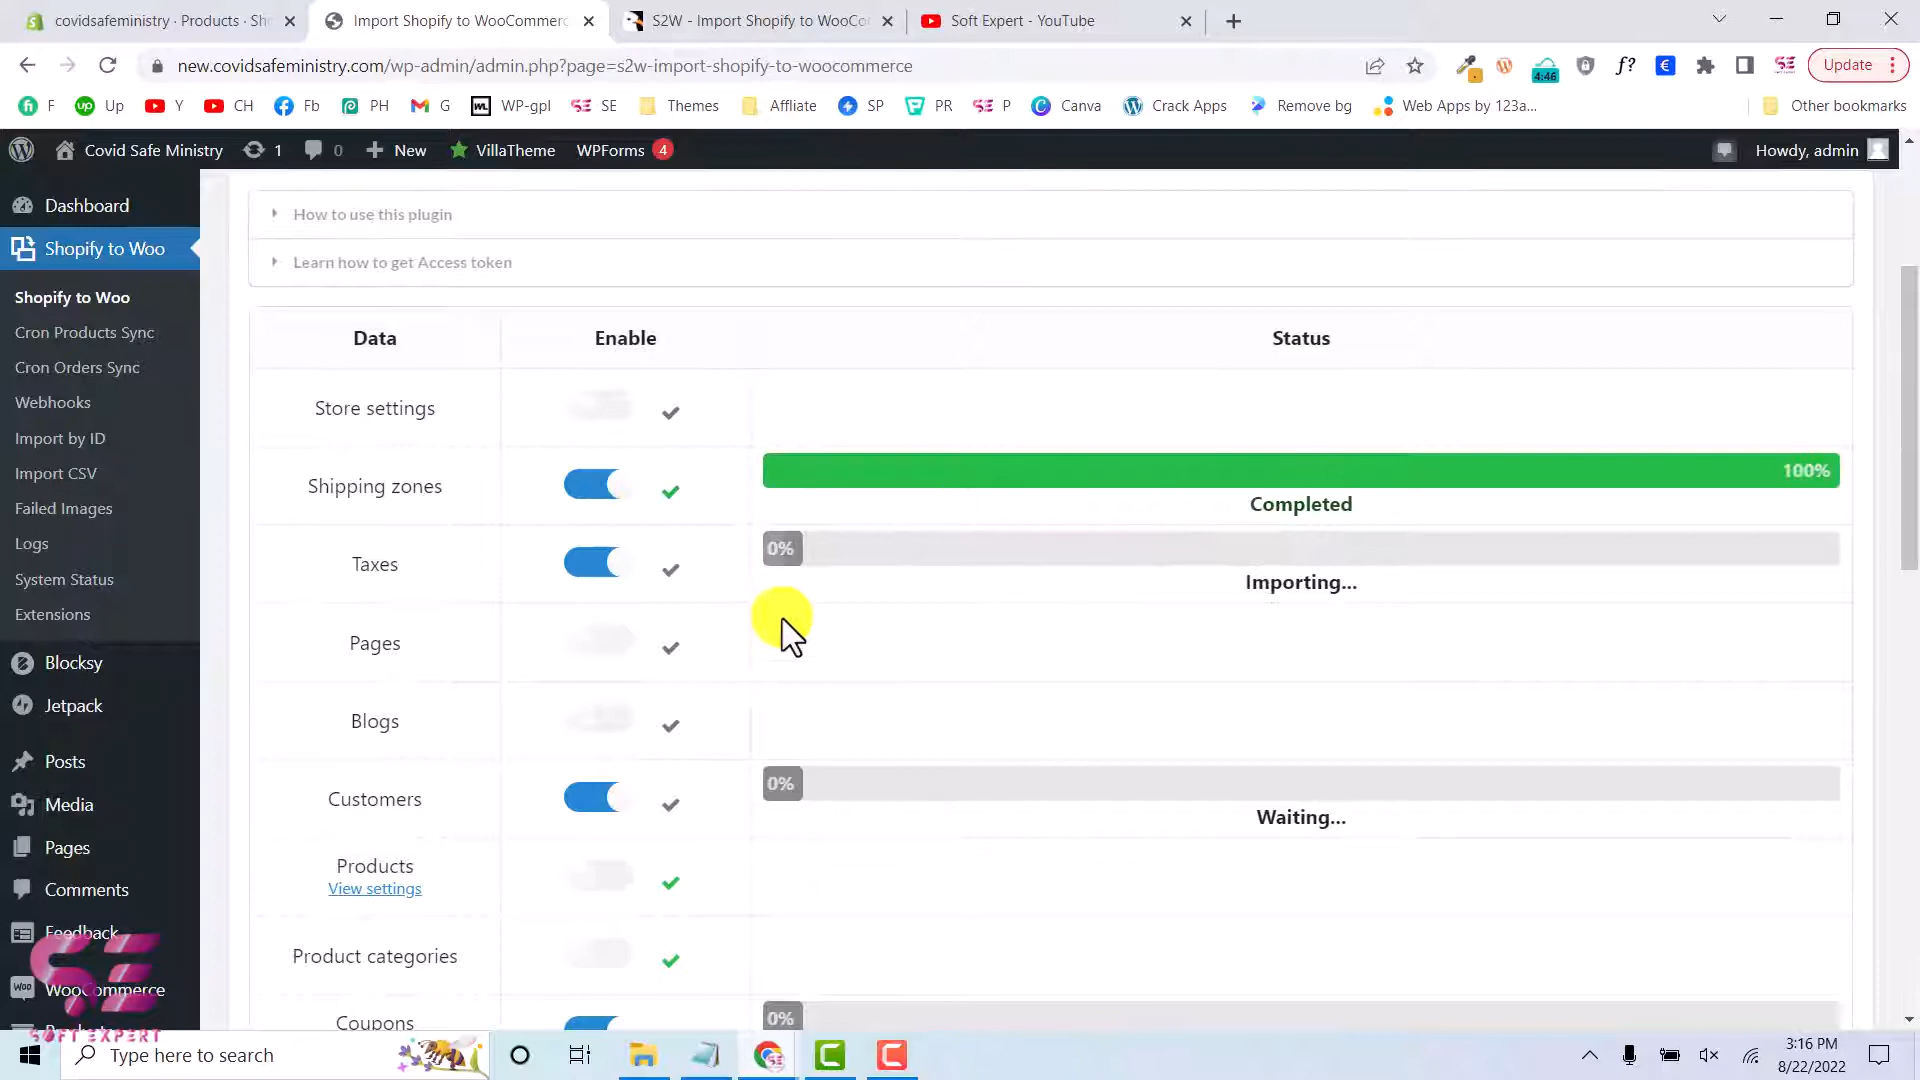 covidsafeministry · Products · Sh
Import Shopify to WooCommerc
S2W - Import Shopify to WooCo
Soft Expert - YouTube
new.covidsafeministry.com/wp-admin/admin.php?page=s2w-import-shopify-to-woocommerce
4:46
f?
Update
F
Up
Y
CH
Fb
PH
G
WP-gpl
SE
Themes
Affliate
SP
PR
P
Canva
Crack Apps
Remove bg
Web Apps by 123a...
Other bookmarks
Covid Safe Ministry
1
0
New
VillaTheme
WPForms
4
Howdy, admin
Dashboard
Shopify to Woo
Shopify to Woo
Cron Products Sync
Cron Orders Sync
Webhooks
Import by ID
Import CSV
Failed Images
Logs
System Status
Extensions
Blocksy
Jetpack
Posts
Media
Pages
Comments
Feedback
WooCommerce
SOFT EXPERT
How to use this plugin
Learn how to get Access token
Data Enable Status
Store settings
Shipping zones
100%
Completed
Taxes
0%
Importing...
Pages
Blogs
Customers
0%
Waiting...
Products
View settings
Product categories
Coupons
0%
Type here to search
3:16 PM
8/22/2022